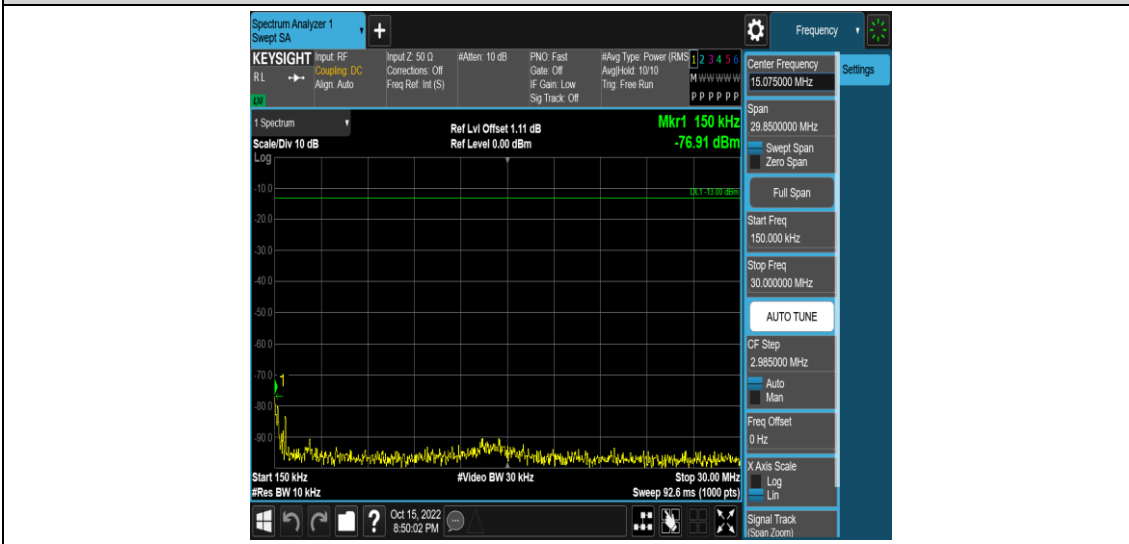 Spectrum Analyzer 1
Swept SA
+
Frequency
KEYSIGHT
RL
LXI
Input: RF
Coupling: DC
Align: Auto
Input Z: 50 Ω
Corrections: Off
Freq Ref: Int (S)
#Atten: 10 dB
PNO: Fast
Gate: Off
IF Gain: Low
Sig Track: Off
#Avg Type: Power (RMS
Avg|Hold: 10/10
Trig: Free Run
1 2 3 4 5 6
M W W W W W
P P P P P P
1 Spectrum
Scale/Div 10 dB
Ref Lvl Offset 1.11 dB
Ref Level 0.00 dBm
Mkr1 150 kHz
-76.91 dBm
Log
DL1 -13.00 dBm
-10.0
-20.0
-30.0
-40.0
-50.0
-60.0
-70.0
1
-80.0
-90.0
Start 150 kHz
#Video BW 30 kHz
Stop 30.00 MHz
#Res BW 10 kHz
Sweep 92.6 ms (1000 pts)
?
Oct 15, 2022
8:50:02 PM
Center Frequency
15.075000 MHz
Settings
Span
29.8500000 MHz
Swept Span
Zero Span
Full Span
Start Freq
150.000 kHz
Stop Freq
30.000000 MHz
AUTO TUNE
CF Step
2.985000 MHz
Auto
Man
Freq Offset
0 Hz
X Axis Scale
Log
Lin
Signal Track
(Span Zoom)